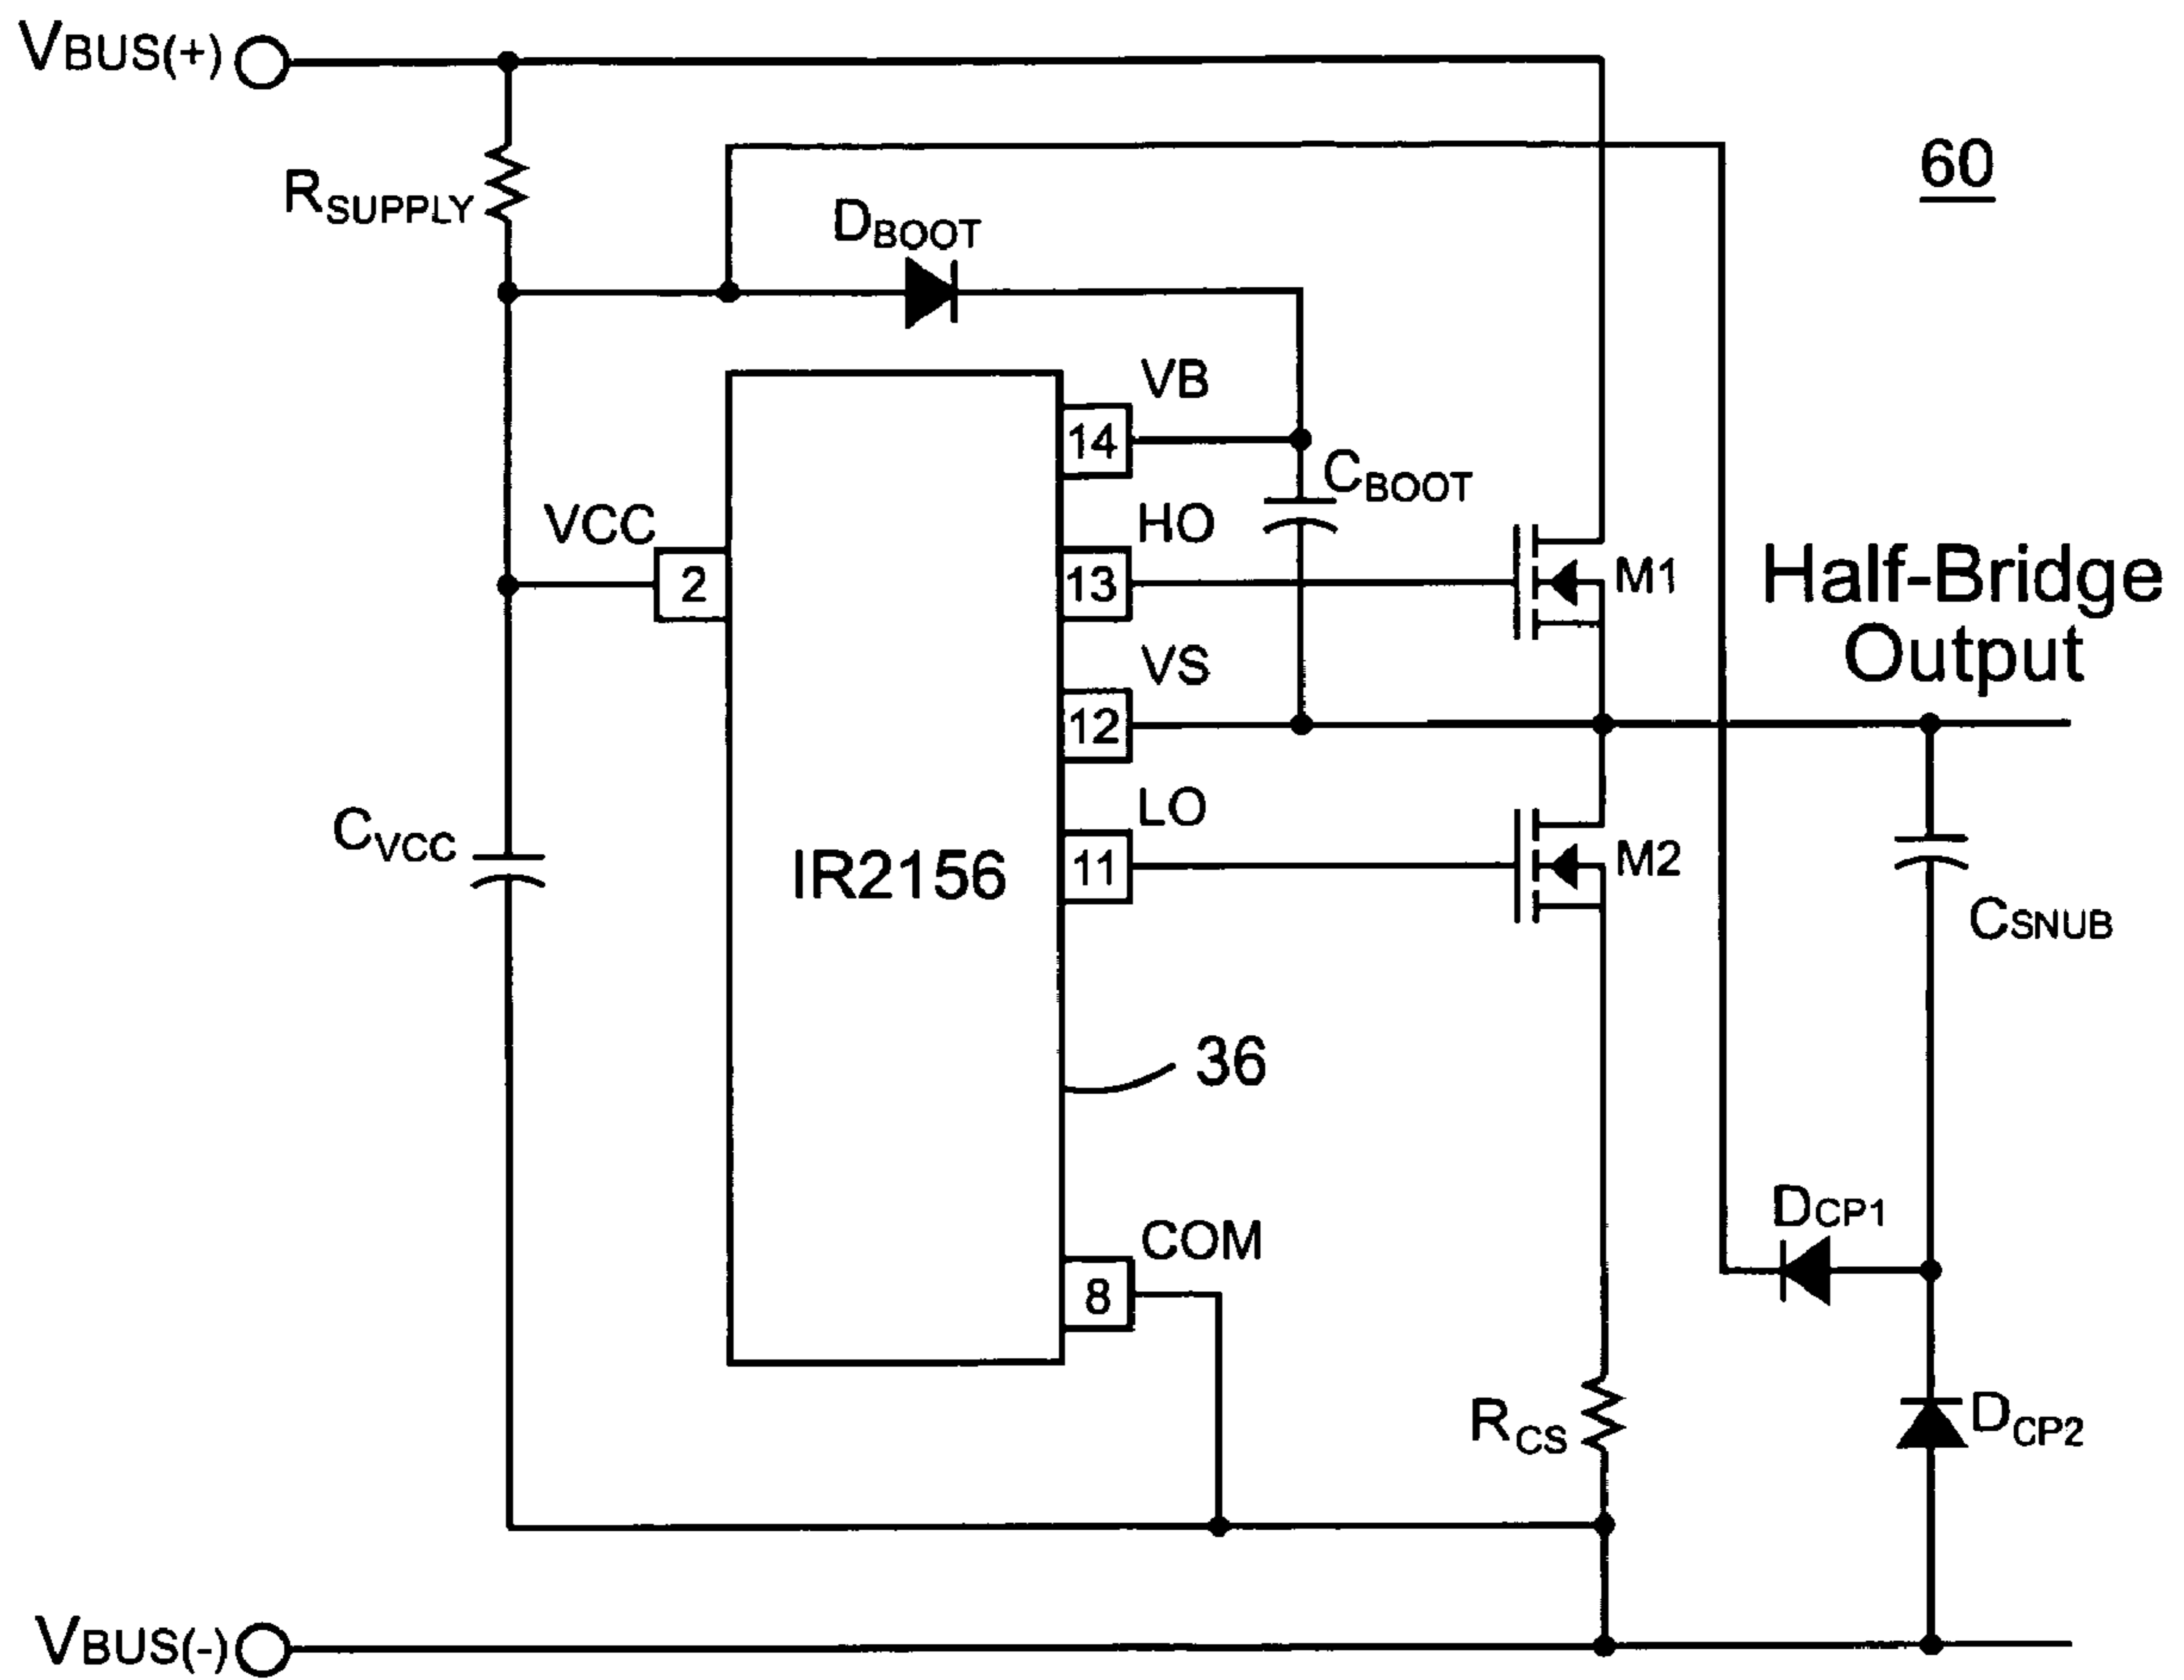 VBUS(+)
60
RSUPPLY
DBOOT
VB
14
CBOOT
VCC
HO
2
13
M1
Half-Bridge
Output
VS
12
LO
CVCC
IR2156
11
M2
CSNUB
36
DCP1
COM
8
RCS
DCP2
VBUS(-)